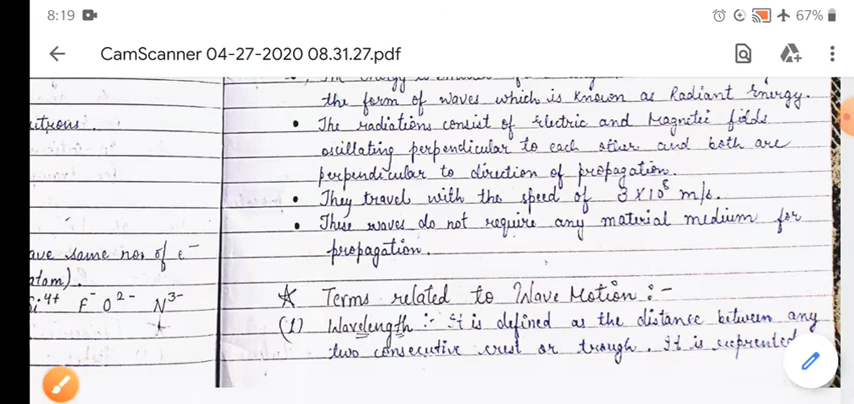 8:19
67%
CamScanner 04-27-2020 08.31.27.pdf
the form of waves which is known as Radiant Energy.
• The radiations consist of Electric and Magnetic fields
oscillating perpendicular to each other and both are
perpendicular to direction of propagation.
• They travel with the speed of 3 X 10⁸ m/s.
• These waves do not require any material medium for
propagation.
☆ Terms related to Wave Motion :-
(1) Wavelength :- it is defined as the distance between any
two consecutive crest or trough. It is
ave same nos of e⁻
atom).
4+ F⁻ O²⁻ N³⁻